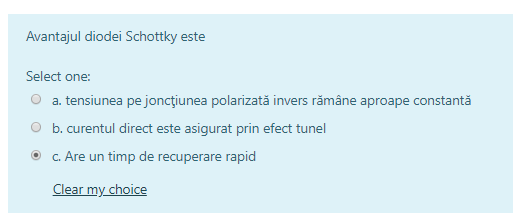 Avantajul diodei Schottky este
Select one:
a. tensiunea pe joncţiunea polarizată invers rămâne aproape constantă
b. curentul direct este asigurat prin efect tunel
c. Are un timp de recuperare rapid
Clear my choice